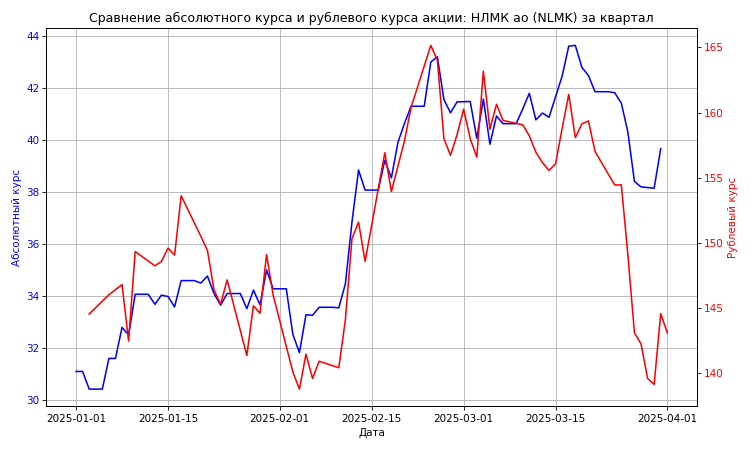 Сравнение абсолютного курса и рублевого курса акции: НЛМК ао (NLMK) за квартал
44
42
40
38
36
34
32
30
Абсолютный курс
165
160
155
150
145
140
Рублевый курс
2025-01-01 2025-01-15 2025-02-01 2025-02-15 2025-03-01 2025-03-15 2025-04-01
Дата